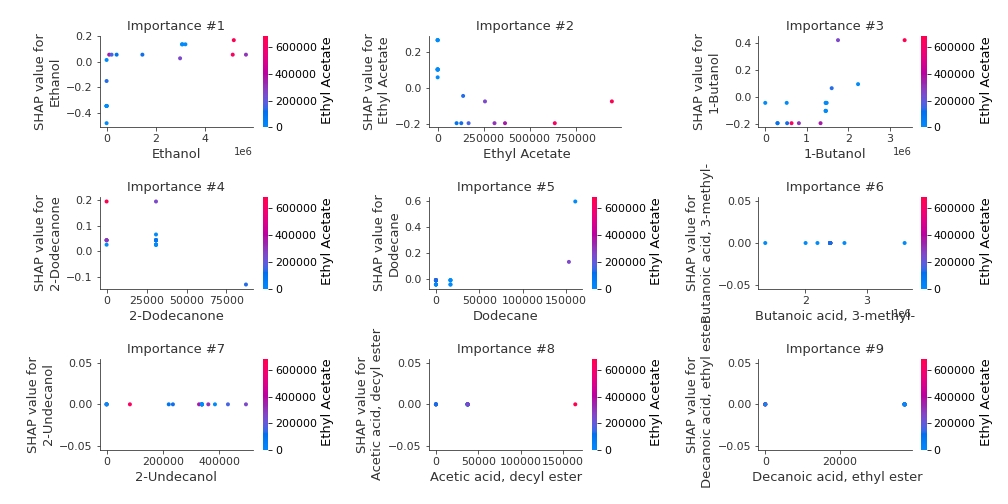 Importance #1
SHAP value for
Ethanol
0.2
0.0
−0.2
−0.4
0
2
4
1e6
Ethanol
600000
400000
200000
0
Ethyl Acetate
Importance #2
SHAP value for
Ethyl Acetate
0.2
0.0
−0.2
0
250000
500000
750000
Ethyl Acetate
600000
400000
200000
0
Ethyl Acetate
Importance #3
SHAP value for
1-Butanol
0.4
0.2
0.0
−0.2
0
1
2
3
1e6
1-Butanol
600000
400000
200000
0
Ethyl Acetate
Importance #4
SHAP value for
2-Dodecanone
0.2
0.1
0.0
−0.1
0
25000
50000
75000
2-Dodecanone
600000
400000
200000
0
Ethyl Acetate
Importance #5
SHAP value for
Dodecane
0.6
0.4
0.2
0.0
0
50000
100000
150000
Dodecane
600000
400000
200000
0
Ethyl Acetate
Importance #6
SHAP value for
Butanoic acid, 3-methyl-
0.05
0.00
−0.05
2
3
1e6
Butanoic acid, 3-methyl-
600000
400000
200000
0
Ethyl Acetate
Importance #7
SHAP value for
2-Undecanol
0.05
0.00
−0.05
0
200000
400000
2-Undecanol
600000
400000
200000
0
Ethyl Acetate
Importance #8
SHAP value for
Acetic acid, decyl ester
0.05
0.00
−0.05
0
50000
100000
150000
Acetic acid, decyl ester
600000
400000
200000
0
Ethyl Acetate
Importance #9
SHAP value for
Decanoic acid, ethyl ester
0.05
0.00
−0.05
0
20000
Decanoic acid, ethyl ester
600000
400000
200000
0
Ethyl Acetate